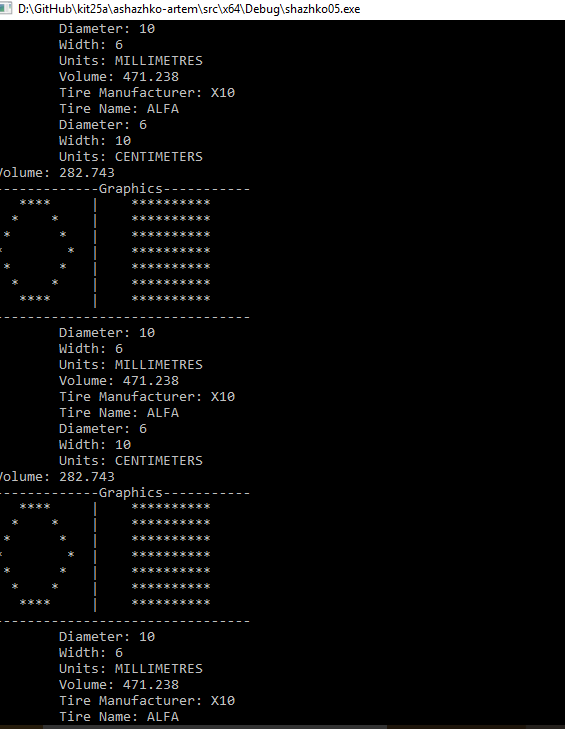 D:\GitHub\kit25a\ashazhko-artem\src\x64\Debug\shazhko05.exe
Diameter: 10
Width: 6
Units: MILLIMETRES
Volume: 471.238
Tire Manufacturer: X10
Tire Name: ALFA
Diameter: 6
Width: 10
Units: CENTIMETERS
Volume: 282.743
-------------Graphics-----------
****     |    **********
*    *    |    **********
*      *   |    **********
*        *  |    **********
*      *   |    **********
*    *    |    **********
****     |    **********
--------------------------------
Diameter: 10
Width: 6
Units: MILLIMETRES
Volume: 471.238
Tire Manufacturer: X10
Tire Name: ALFA
Diameter: 6
Width: 10
Units: CENTIMETERS
Volume: 282.743
-------------Graphics-----------
****     |    **********
*    *    |    **********
*      *   |    **********
*        *  |    **********
*      *   |    **********
*    *    |    **********
****     |    **********
--------------------------------
Diameter: 10
Width: 6
Units: MILLIMETRES
Volume: 471.238
Tire Manufacturer: X10
Tire Name: ALFA